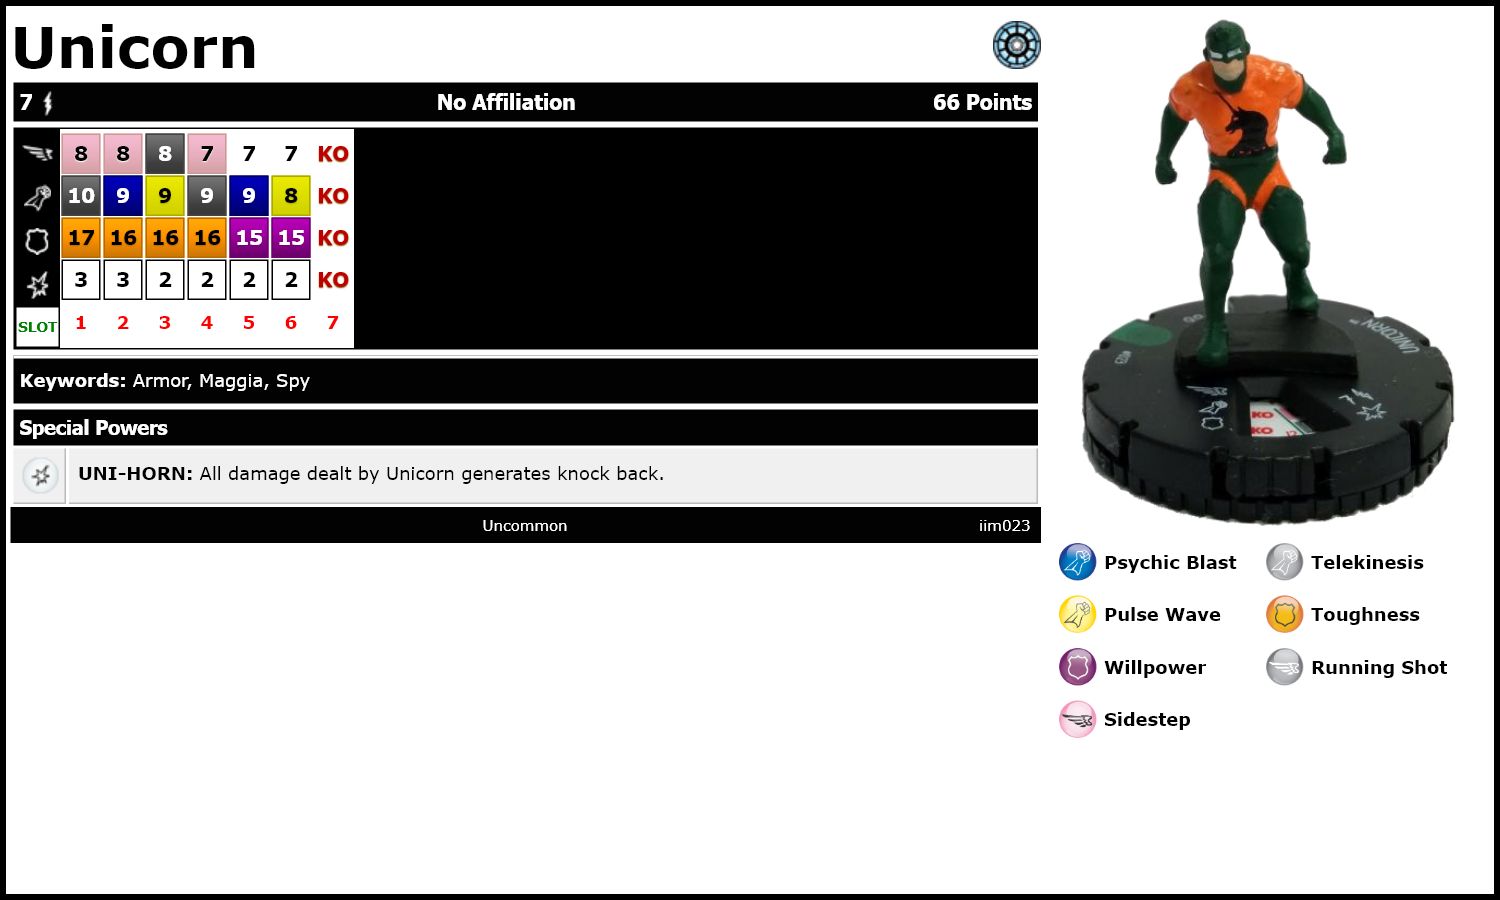 Unicorn
7 No Affiliation 66 Points
8 8 8 7 7 7 KO
10 9 9 9 9 8 KO
17 16 16 16 15 15 KO
3 3 2 2 2 2 KO
SLOT 1 2 3 4 5 6 7
Keywords: Armor, Maggia, Spy
Special Powers
UNI-HORN: All damage dealt by Unicorn generates knock back.
Uncommon iim023
UNICORN™
023
KO
KO 12
Psychic Blast Telekinesis
Pulse Wave Toughness
Willpower Running Shot
Sidestep